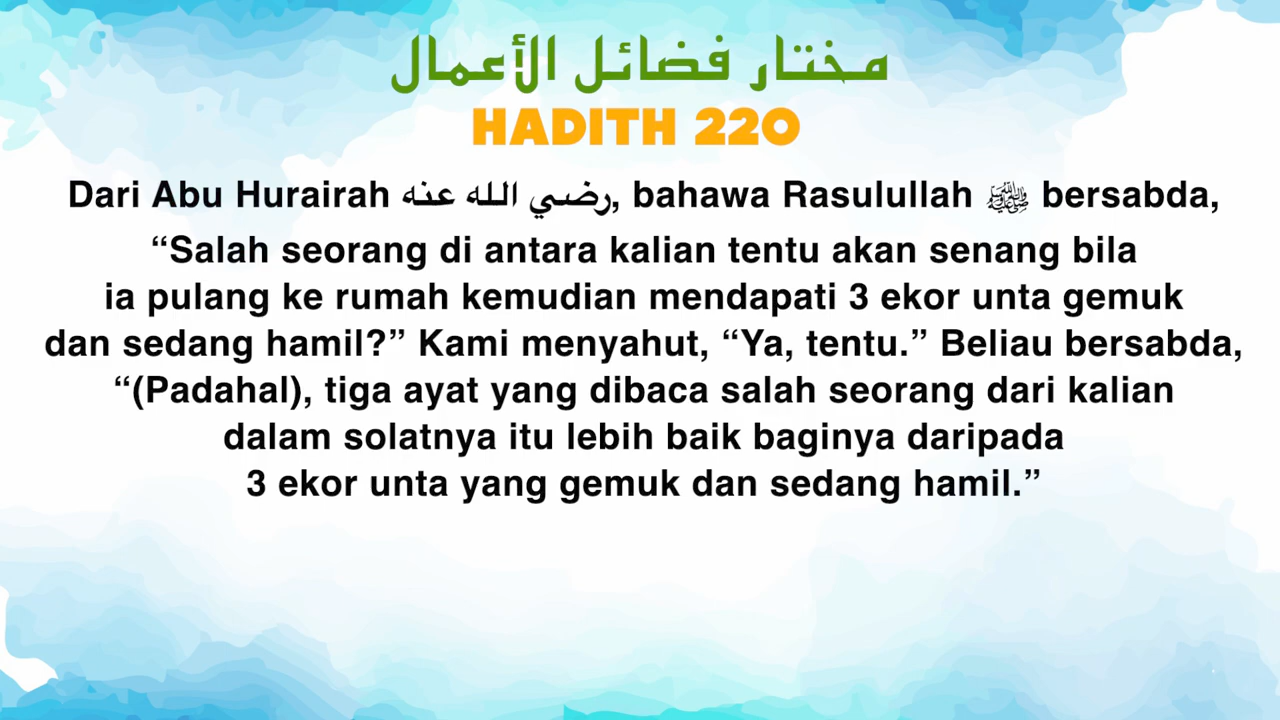 مختار فضائل الأعمال
HADITH 220
Dari Abu Hurairah رضي الله عنه, bahawa Rasulullah ﷺ bersabda,
“Salah seorang di antara kalian tentu akan senang bila
ia pulang ke rumah kemudian mendapati 3 ekor unta gemuk
dan sedang hamil?” Kami menyahut, “Ya, tentu.” Beliau bersabda,
“(Padahal), tiga ayat yang dibaca salah seorang dari kalian
dalam solatnya itu lebih baik baginya daripada
3 ekor unta yang gemuk dan sedang hamil.”